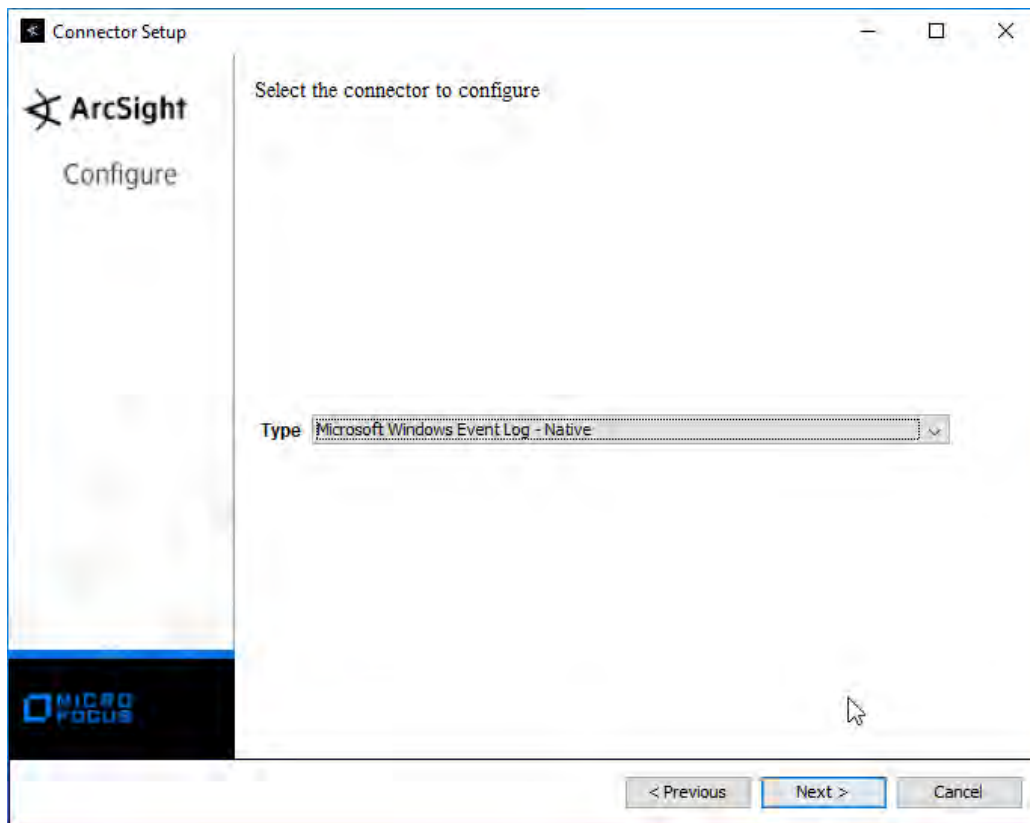 Connector Setup
ArcSight
Configure
Select the connector to configure
Type Microsoft Windows Event Log - Native
MICRO
FOCUS
< Previous Next > Cancel